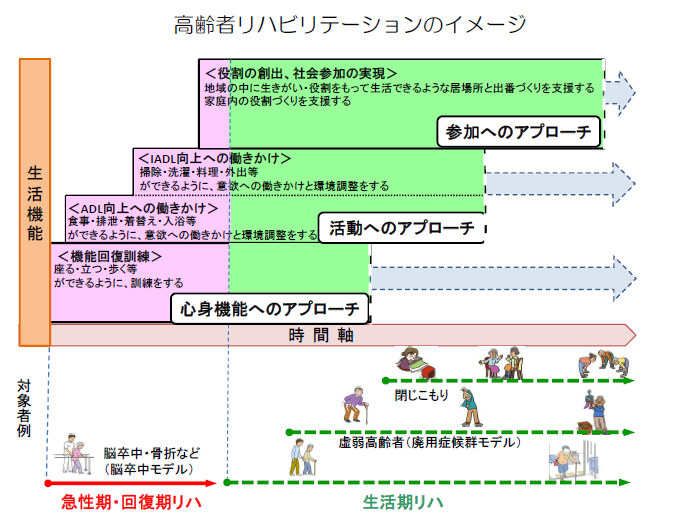 高齢者リハビリテーションのイメージ
＜役割の創出、社会参加の実現＞
地域の中に生きがい・役割をもって生活できるような居場所と出番づくりを支援する
家庭内の役割づくりを支援する
参加へのアプローチ
＜IADL向上への働きかけ＞
掃除・洗濯・料理・外出等
ができるように、意欲への働きかけと環境調整をする
＜ADL向上への働きかけ＞
食事・排泄・着替え・入浴等
ができるように、意欲への働きかけと環境調整をする
活動へのアプローチ
生活機能
＜機能回復訓練＞
座る・立つ・歩く等
ができるように、訓練をする
心身機能へのアプローチ
時間軸
対象者例
閉じこもり
虚弱高齢者（廃用症候群モデル）
脳卒中・骨折など
（脳卒中モデル）
急性期・回復期リハ
生活期リハ